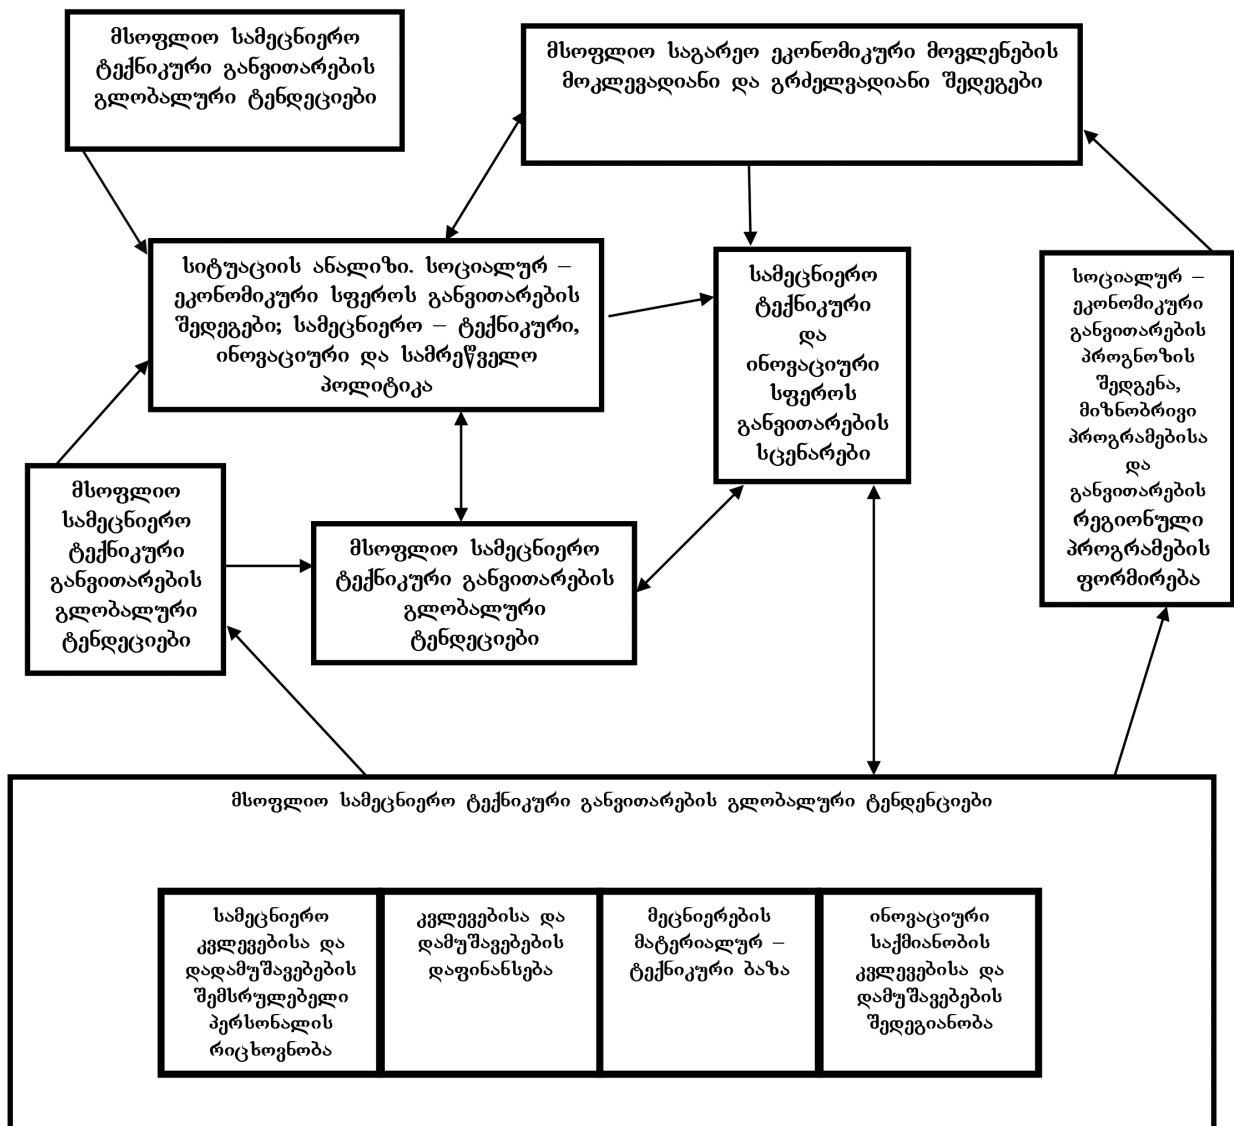 მსოფლიო სამეცნიერო
ტექნიკური განვითარების
გლობალური ტენდეციები
მსოფლიო საგარეო ეკონომიკური მოვლენების
მოკლევადიანი და გრძელვადიანი შედეგები
სიტუაციის ანალიზი. სოციალურ –
ეკონომიკური სფეროს განვითარების
შედეგები; სამეცნიერო – ტექნიკური,
ინოვაციური და სამრეწველო
პოლიტიკა
სამეცნიერო
ტექნიკური
და
ინოვაციური
სფეროს
განვითარების
სცენარები
სოციალურ –
ეკონომიკური
განვითარების
პროგნოზის
შედგენა,
მიზნობრივი
პროგრამებისა
და
განვითარების
რეგიონული
პროგრამების
ფორმირება
მსოფლიო
სამეცნიერო
ტექნიკური
განვითარების
გლობალური
ტენდეციები
მსოფლიო სამეცნიერო
ტექნიკური განვითარების
გლობალური
ტენდეციები
მსოფლიო სამეცნიერო ტექნიკური განვითარების გლობალური ტენდენციები
სამეცნიერო
კვლევებისა და
დადამუშავებების
შემსრულებელი
პერსონალის
რიცხოვნობა
კვლევებისა და
დამუშავებების
დაფინანსება
მეცნიერების
მატერიალურ –
ტექნიკური ბაზა
ინოვაციური
საქმიანობის
კვლევებისა და
დამუშავებების
შედეგიანობა